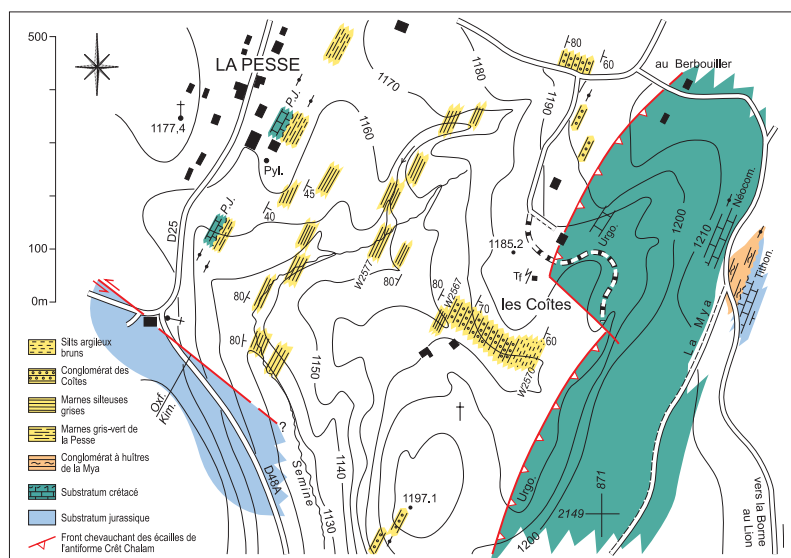 500
100
0m
LA PESSE
1177,4
Pyl.
P.J.
P.J.
D25
45
40
1170
1160
1180
1190
80
60
au Berbouiller
1200
1210
Néocom.
Urgo.
Tithon.
1185.2
Tf
les Coîtes
W2577
W2567
W2570
80
80
80
80
70
60
La Mya
Oxf.
Kim.
?
D48A
Semine
1150
1140
1130
1197.1
Urgo.
1200
2149
871
vers la Borne
au Lion
Silts argileux
bruns
Conglomérat des
Coîtes
Marnes silteuses
grises
Marnes gris-vert de
la Pesse
Conglomérat à huîtres
de la Mya
Substratum crétacé
Substratum jurassique
Front chevauchant des écailles de
l'antiforme Crêt Chalam